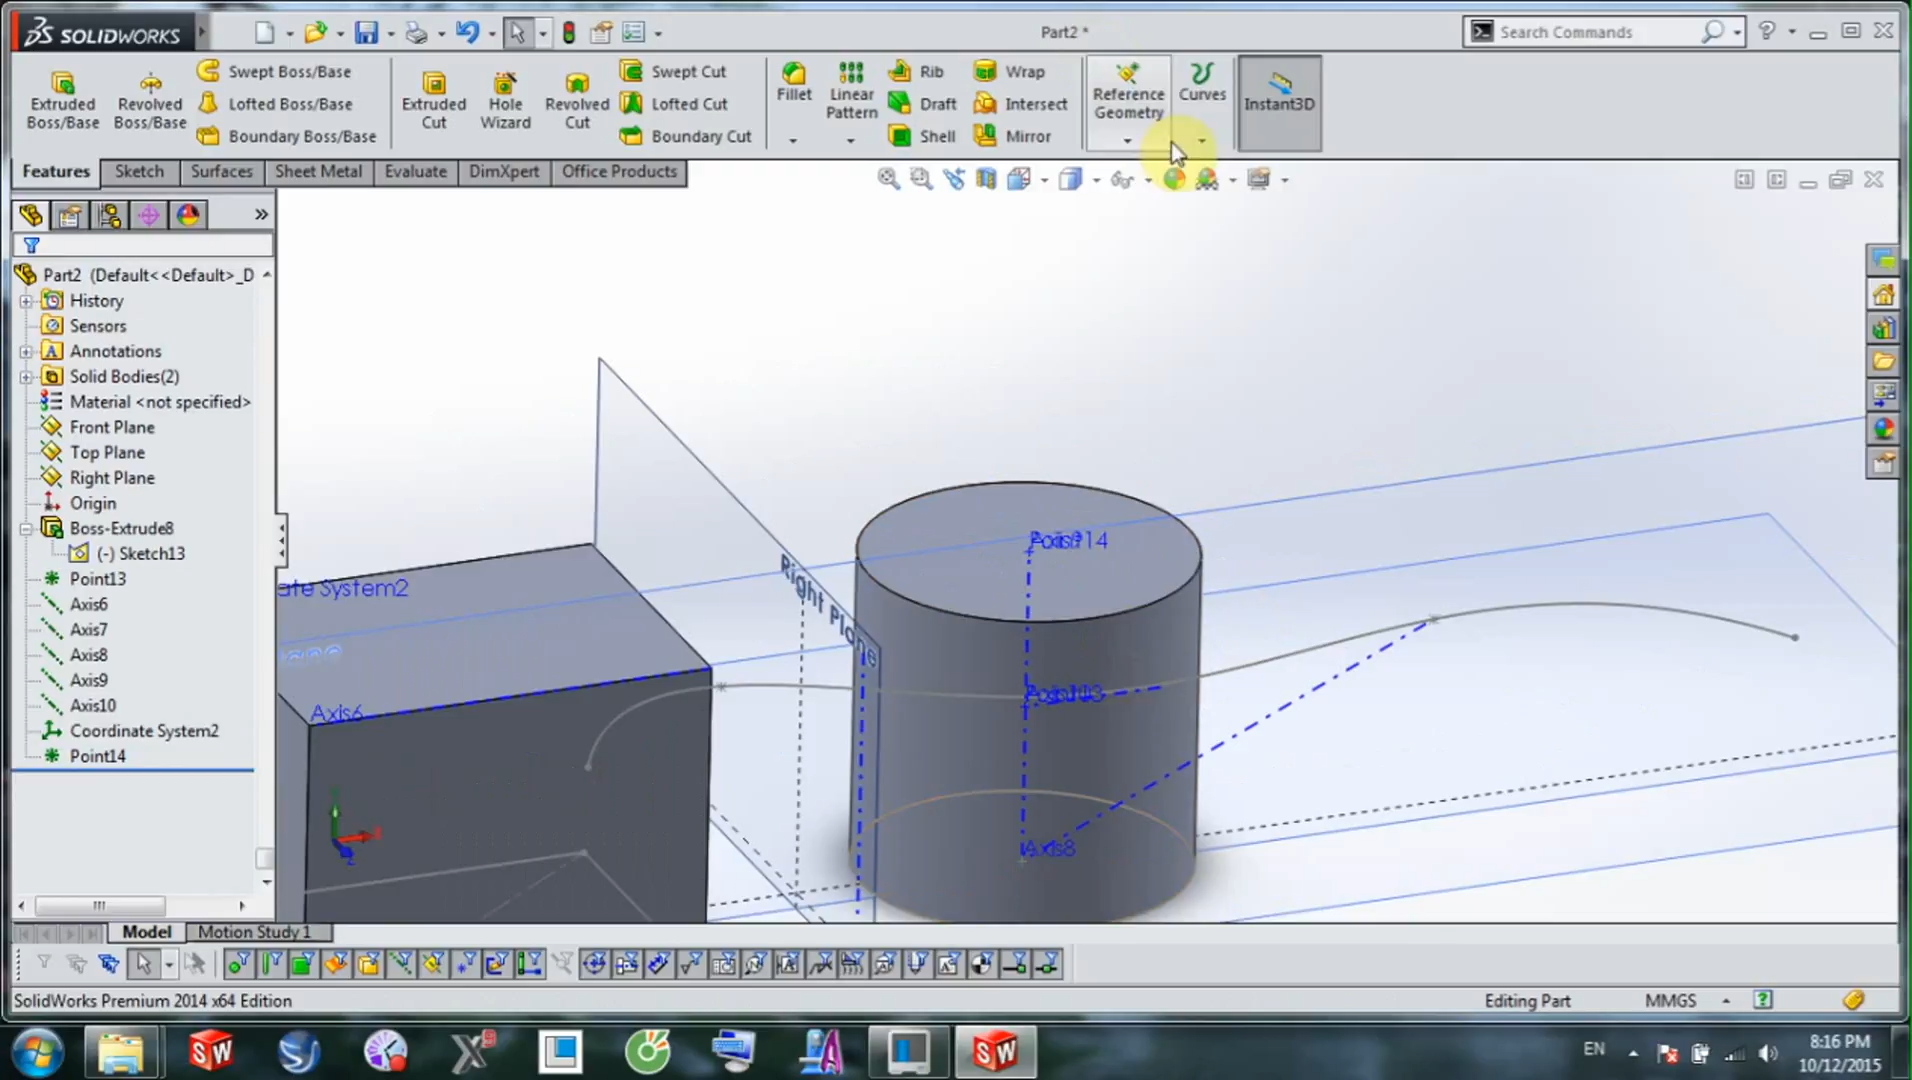 SOLIDWORKS
Part2 *
Search Commands
Extruded Boss/Base
Revolved Boss/Base
Swept Boss/Base
Lofted Boss/Base
Boundary Boss/Base
Extruded Cut
Hole Wizard
Revolved Cut
Swept Cut
Lofted Cut
Boundary Cut
Fillet
Linear Pattern
Rib
Draft
Shell
Wrap
Intersect
Mirror
Reference Geometry
Curves
Instant3D
Features
Sketch
Surfaces
Sheet Metal
Evaluate
DimXpert
Office Products
Part2 (Default<<Default>_D
History
Sensors
Annotations
Solid Bodies(2)
Material <not specified>
Front Plane
Top Plane
Right Plane
Origin
Boss-Extrude8
(-) Sketch13
Point13
Axis6
Axis7
Axis8
Axis9
Axis10
Coordinate System2
Point14
ate System2
Right Plane
Axis6
Axis8
Model
Motion Study 1
SolidWorks Premium 2014 x64 Edition
Editing Part
MMGS
EN
8:16 PM
10/12/2015